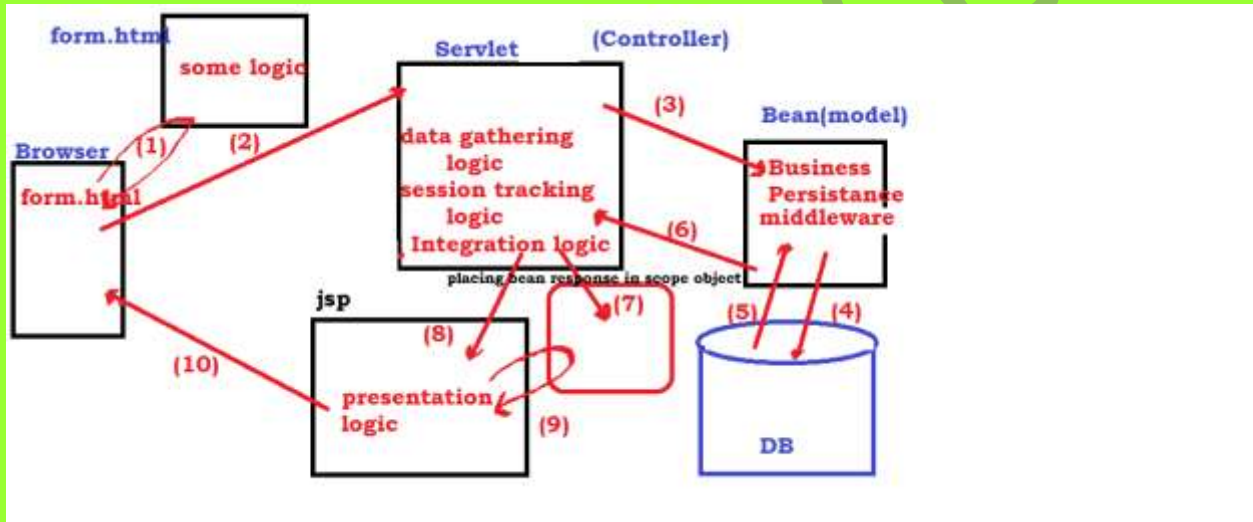 form.html
some logic
Servlet
(Controller)
(1)
(2)
(3)
Bean(model)
Browser
form.html
data gathering
logic
session tracking
logic
Integration logic
Business
Persistance
middleware
(6)
placing bean response in scope object
jsp
(7)
(8)
(5)
(4)
(10)
presentation
logic
(9)
DB